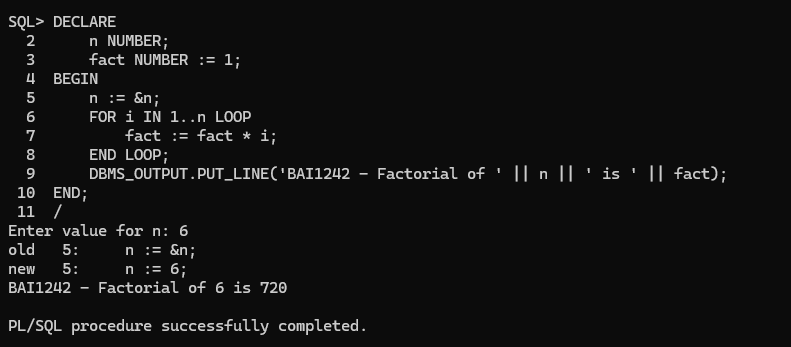 SQL> DECLARE
  2      n NUMBER;
  3      fact NUMBER := 1;
  4  BEGIN
  5      n := &n;
  6      FOR i IN 1..n LOOP
  7          fact := fact * i;
  8      END LOOP;
  9      DBMS_OUTPUT.PUT_LINE('BAI1242 - Factorial of ' || n || ' is ' || fact);
 10  END;
 11  /
Enter value for n: 6
old   5:     n := &n;
new   5:     n := 6;
BAI1242 - Factorial of 6 is 720

PL/SQL procedure successfully completed.